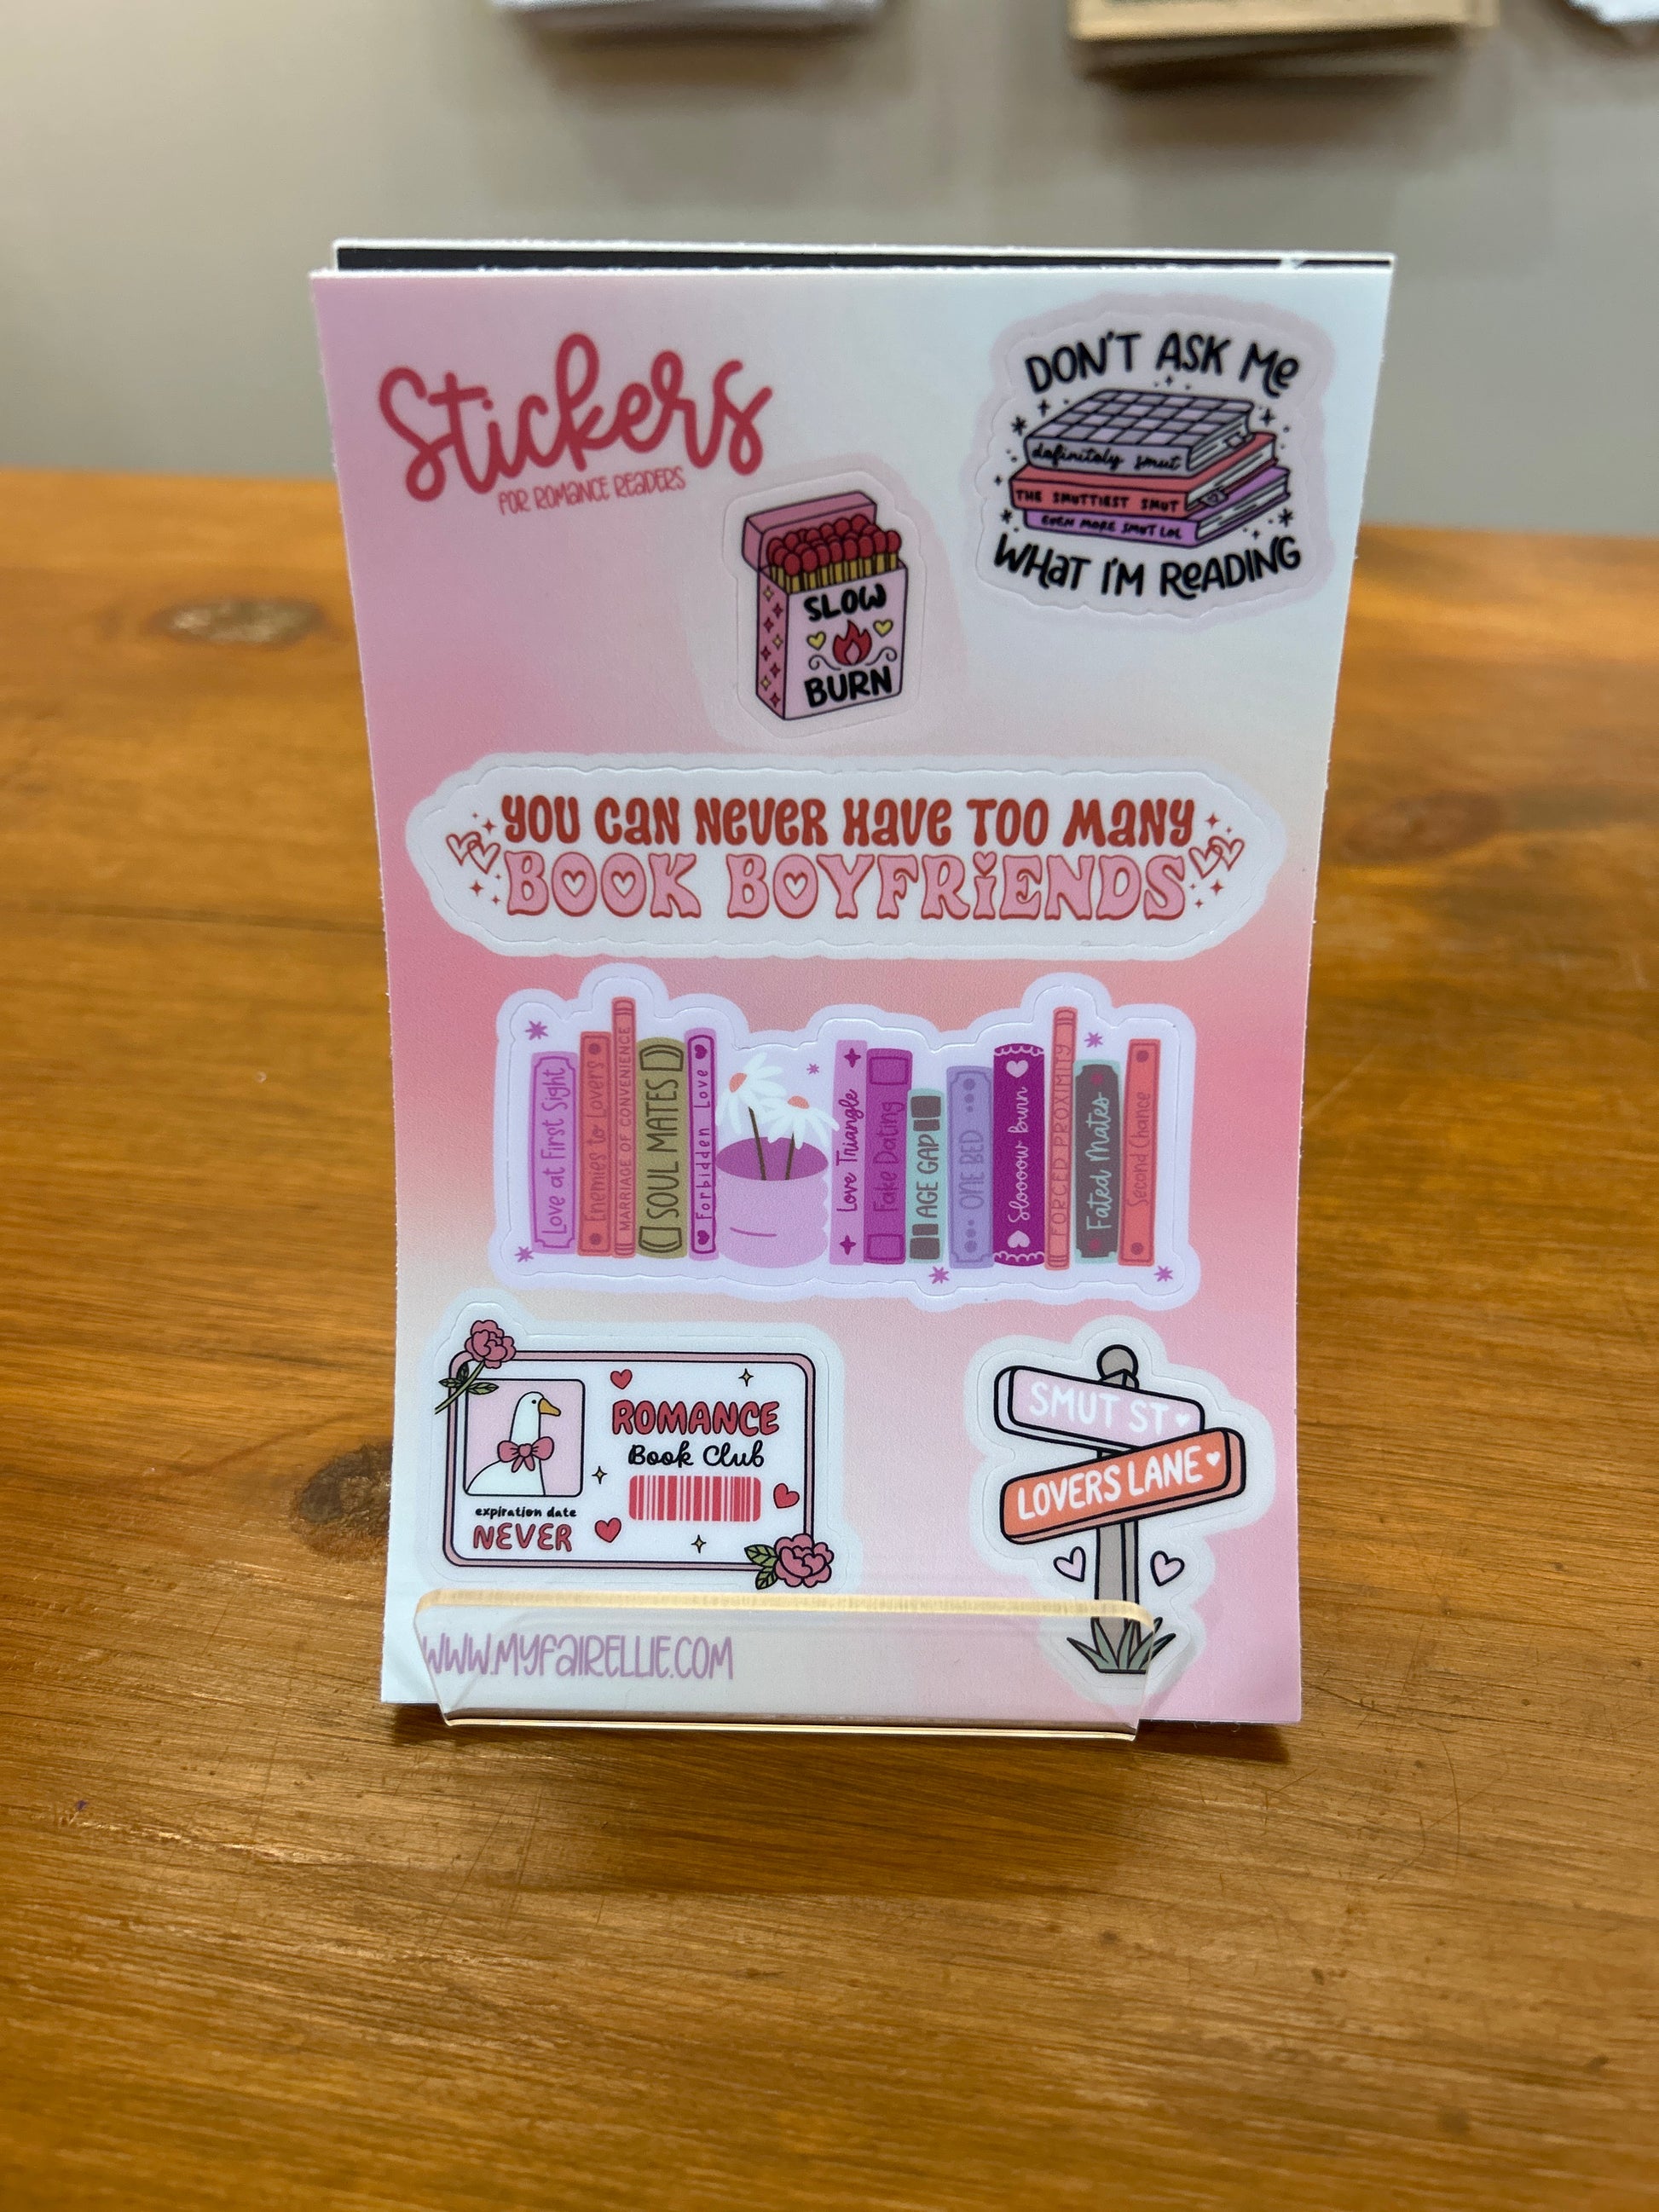 Stickers
FOR ROMANCE READERS
DON'T ASK ME
definitely smut
THE SMUTTIEST SMUT
EVEN MORE SMUT LOL
WHAT I'M READING
SLOW
BURN
YOU CAN NEVER HAVE TOO MANY
BOOK BOYFRIENDS
Love at First Sight
Enemies to Lovers
MARRIAGE OF CONVENIENCE
SOUL MATES
Forbidden Love
Love Triangle
Fake Dating
AGE GAP
ONE BED
Sloooow Burn
FORCED PROXIMITY
Fated Mates
Second Chance
ROMANCE
Book Club
expiration date
NEVER
SMUT ST
LOVERS LANE
WWW.MYFAIRELLIE.COM